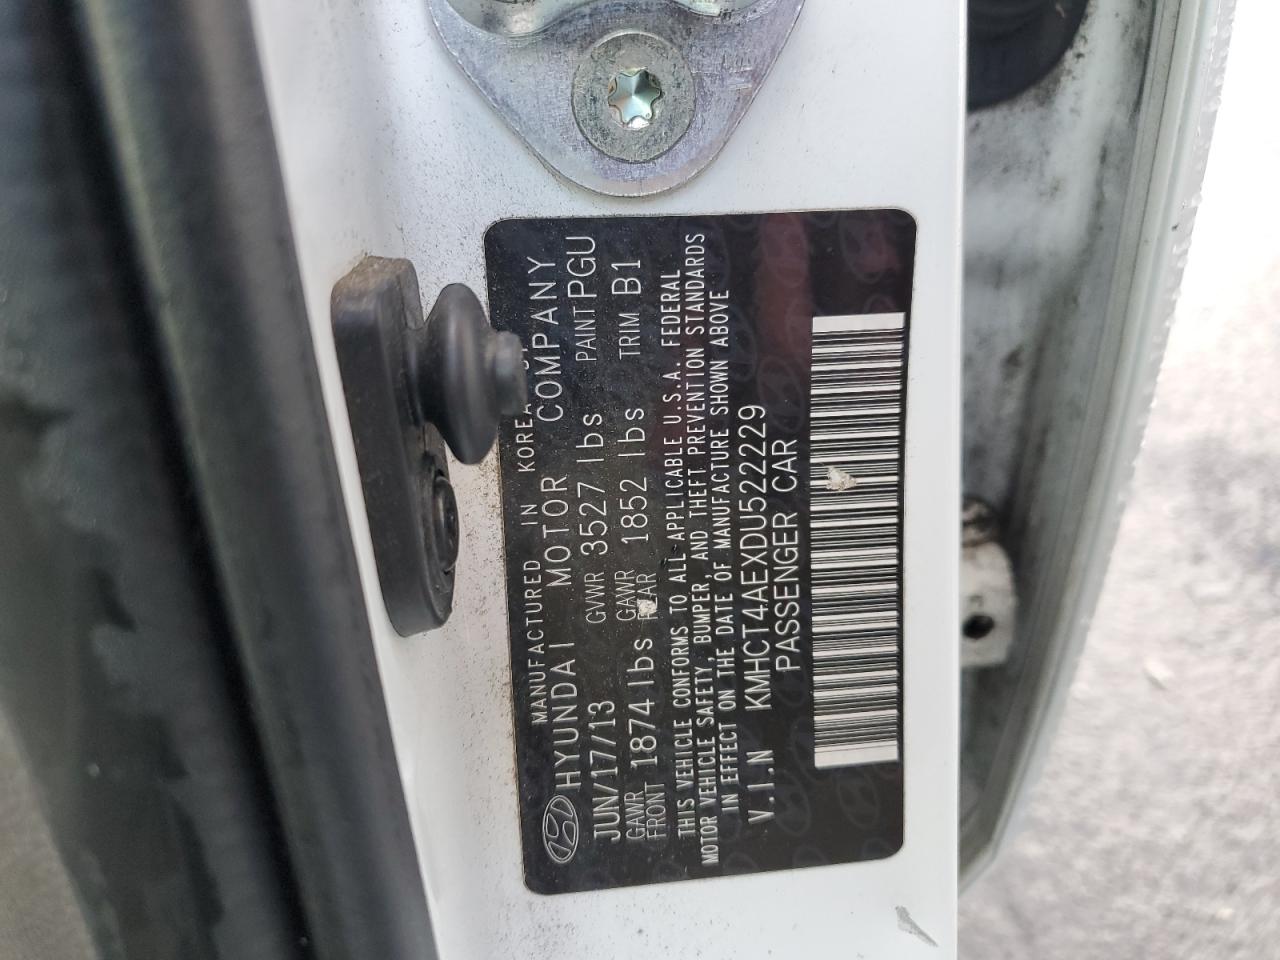 MANUFACTURED IN KOREA
HYUNDAI MOTOR COMPANY
JUN/17/13 GVWR 3527 lbs PAINT PGU
GAWR FRONT 1874 lbs GAWR REAR 1852 lbs TRIM B1
THIS VEHICLE CONFORMS TO ALL APPLICABLE U.S.A. FEDERAL
MOTOR VEHICLE SAFETY, BUMPER, AND THEFT PREVENTION STANDARDS
IN EFFECT ON THE DATE OF MANUFACTURE SHOWN ABOVE
V.I.N KMHCT4AEXDU522229
PASSENGER CAR